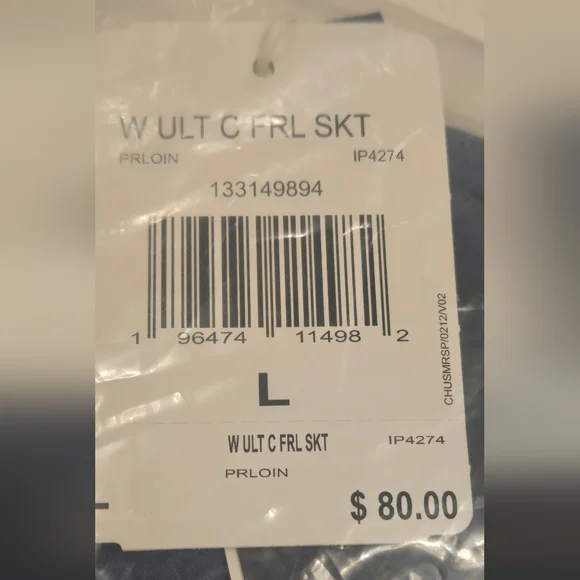 W ULT C FRL SKT
PRLOIN IP4274
133149894
1 96474 11498 2
CHUSMRSP/0212/V02
L
W ULT C FRL SKT IP4274
PRLOIN
$ 80.00